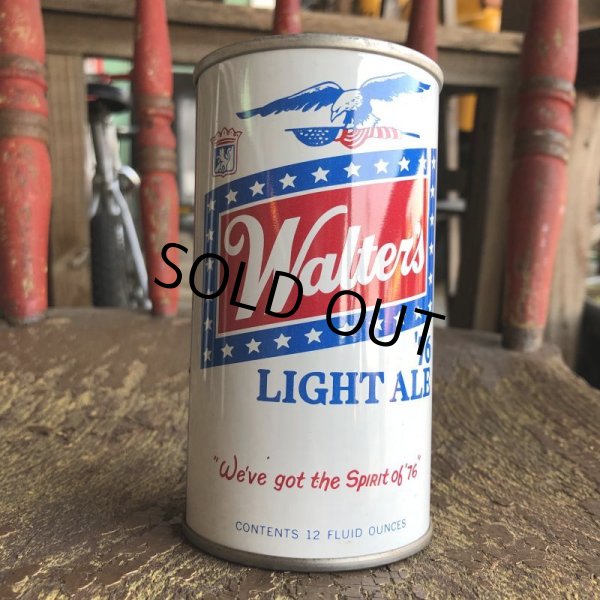 Walter's
SOLD OUT
'76
LIGHT ALE
"We've got the Spirit of '76"
CONTENTS 12 FLUID OUNCES